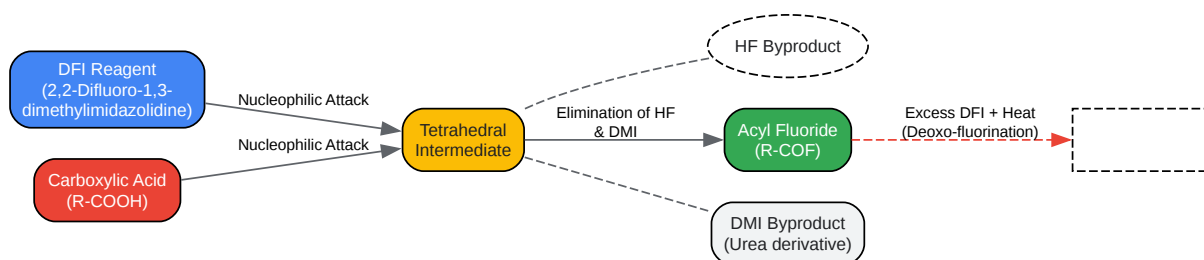 DFI Reagent
(2,2-Difluoro-1,3-
dimethylimidazolidine)
Nucleophilic Attack
Carboxylic Acid
(R-COOH)
Nucleophilic Attack
Tetrahedral
Intermediate
HF Byproduct
Elimination of HF
& DMI
Acyl Fluoride
(R-COF)
DMI Byproduct
(Urea derivative)
Excess DFI + Heat
(Deoxo-fluorination)